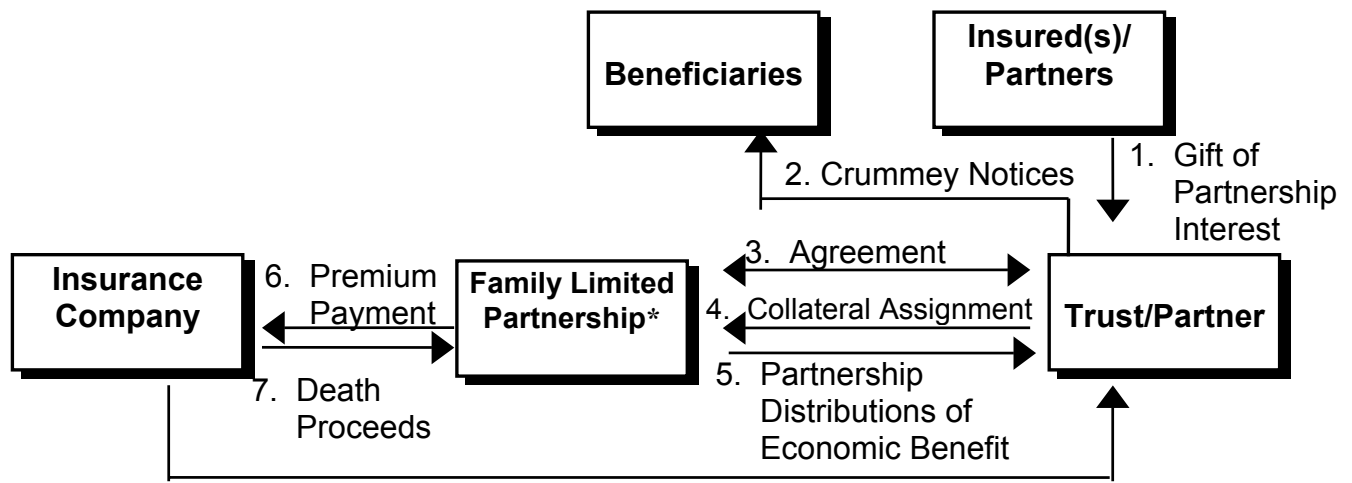 Beneficiaries
Insured(s)/
Partners
1. Gift of
Partnership
Interest
2. Crummey Notices
Insurance
Company
6. Premium
Payment
7. Death
Proceeds
Family Limited
Partnership*
3. Agreement
4. Collateral Assignment
5. Partnership
Distributions of
Economic Benefit
Trust/Partner